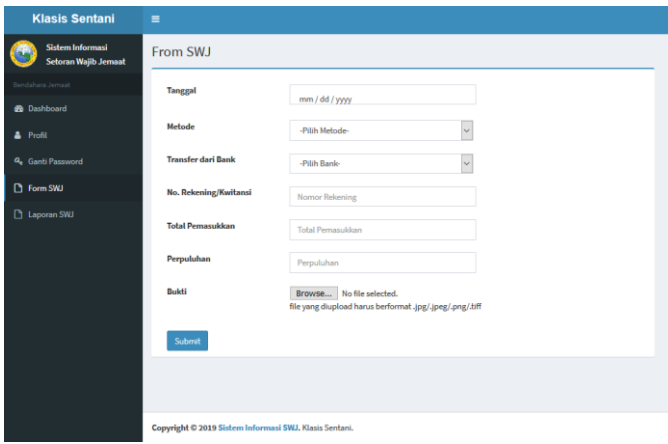 Klasis Sentani
Sistem Informasi
Setoran Wajib Jemaat
Bendahara Jemaat
Dashboard
Profil
Ganti Password
Form SWJ
Laporan SWJ
From SWJ
Tanggal
mm / dd / yyyy
Metode
-Pilih Metode-
Transfer dari Bank
-Pilih Bank-
No. Rekening/Kwitansi
Nomor Rekening
Total Pemasukkan
Total Pemasukkan
Perpuluhan
Perpuluhan
Bukti
Browse... No file selected.
file yang diupload harus berformat .jpg/.jpeg/.png/.tiff
Submit
Copyright © 2019 Sistem Informasi SWJ. Klasis Sentani.